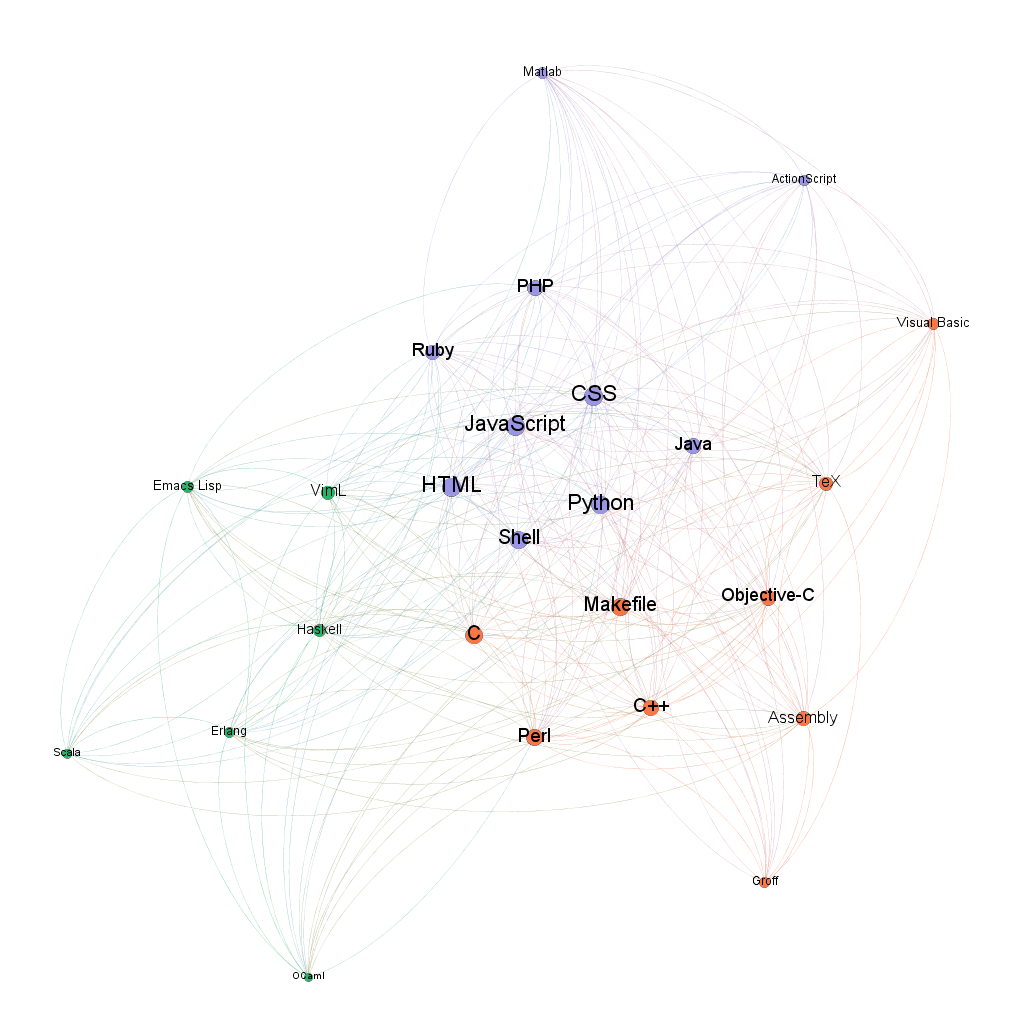 Matlab
ActionScript
PHP
Visual Basic
Ruby
CSS
JavaScript
Java
TeX
HTML
Emacs Lisp
VimL
Python
Shell
Objective-C
Makefile
Haskell
C
C++
Assembly
Erlang
Perl
Scala
Groff
OCaml